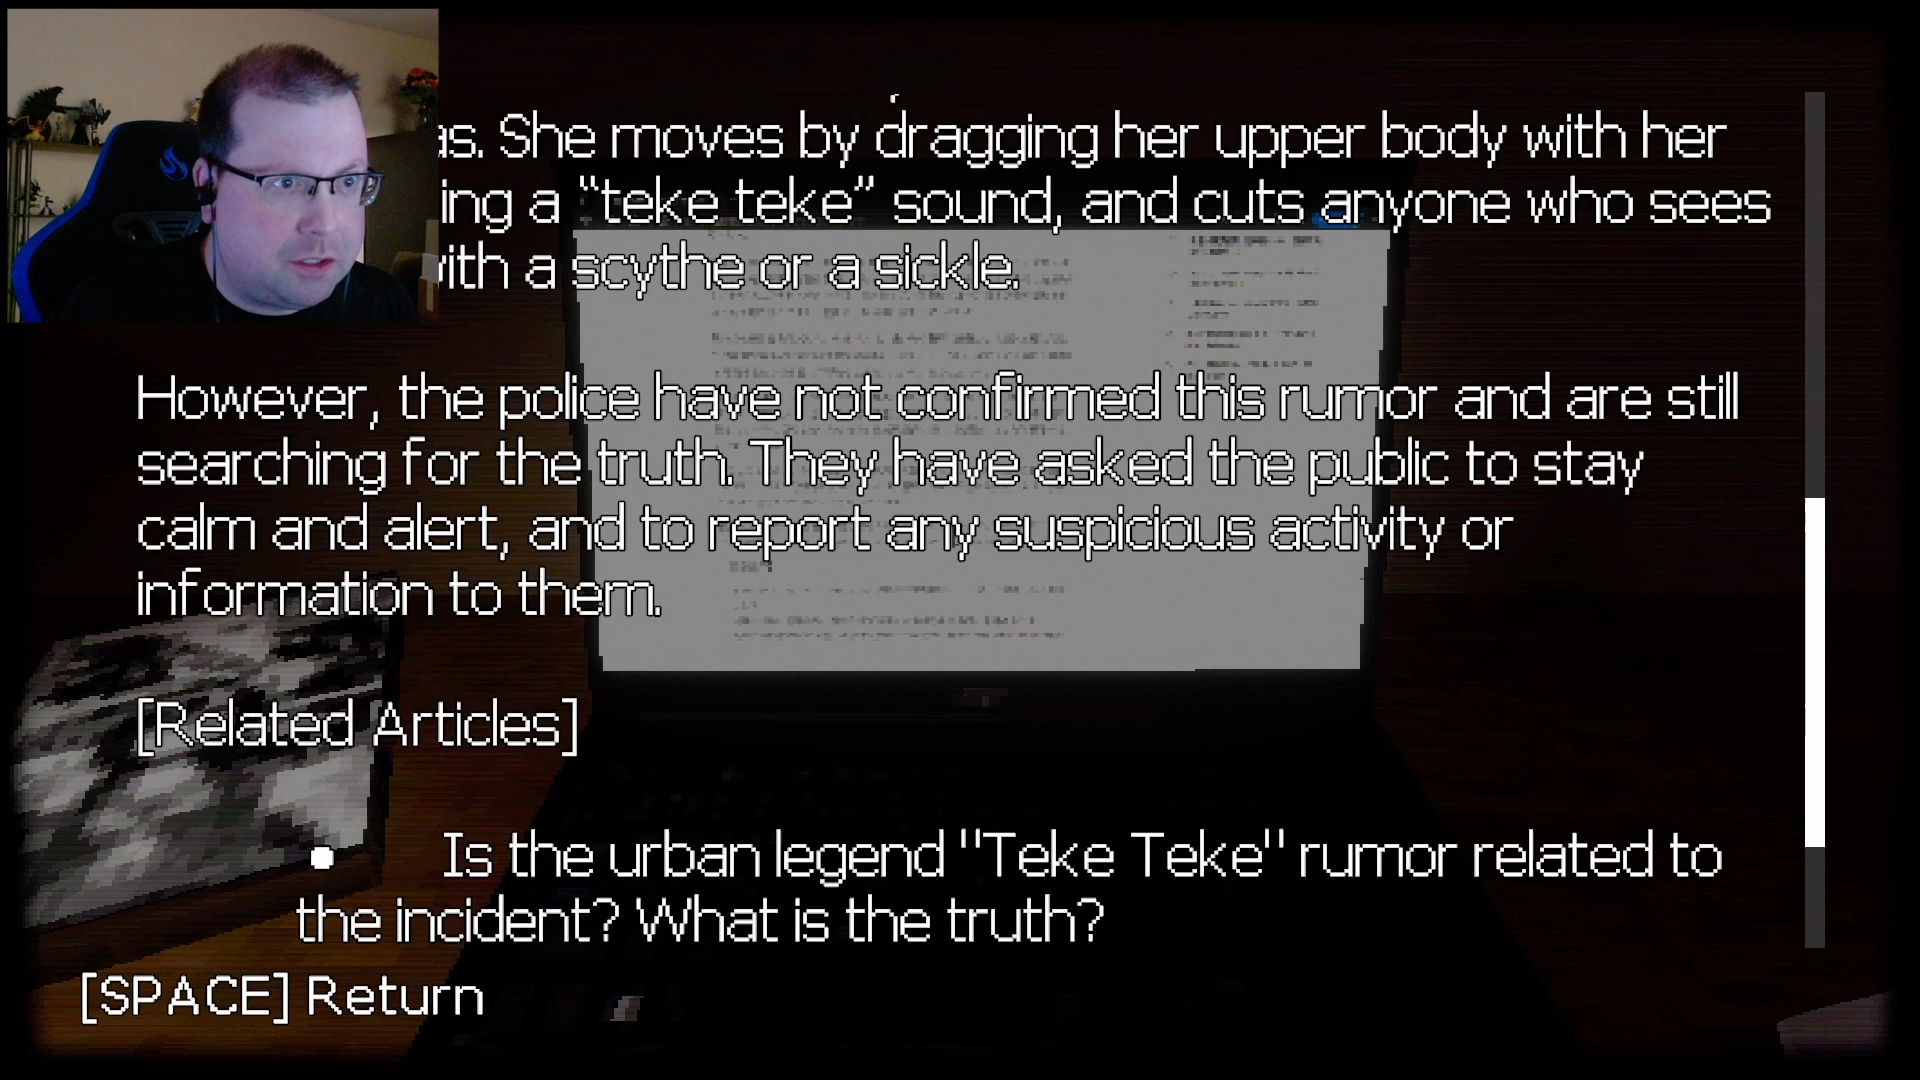 as. She moves by dragging her upper body with her
ing a “teke teke” sound, and cuts anyone who sees
with a scythe or a sickle.
However, the police have not confirmed this rumor and are still
searching for the truth. They have asked the public to stay
calm and alert, and to report any suspicious activity or
information to them.
[Related Articles]
• Is the urban legend "Teke Teke" rumor related to
the incident? What is the truth?
[SPACE] Return